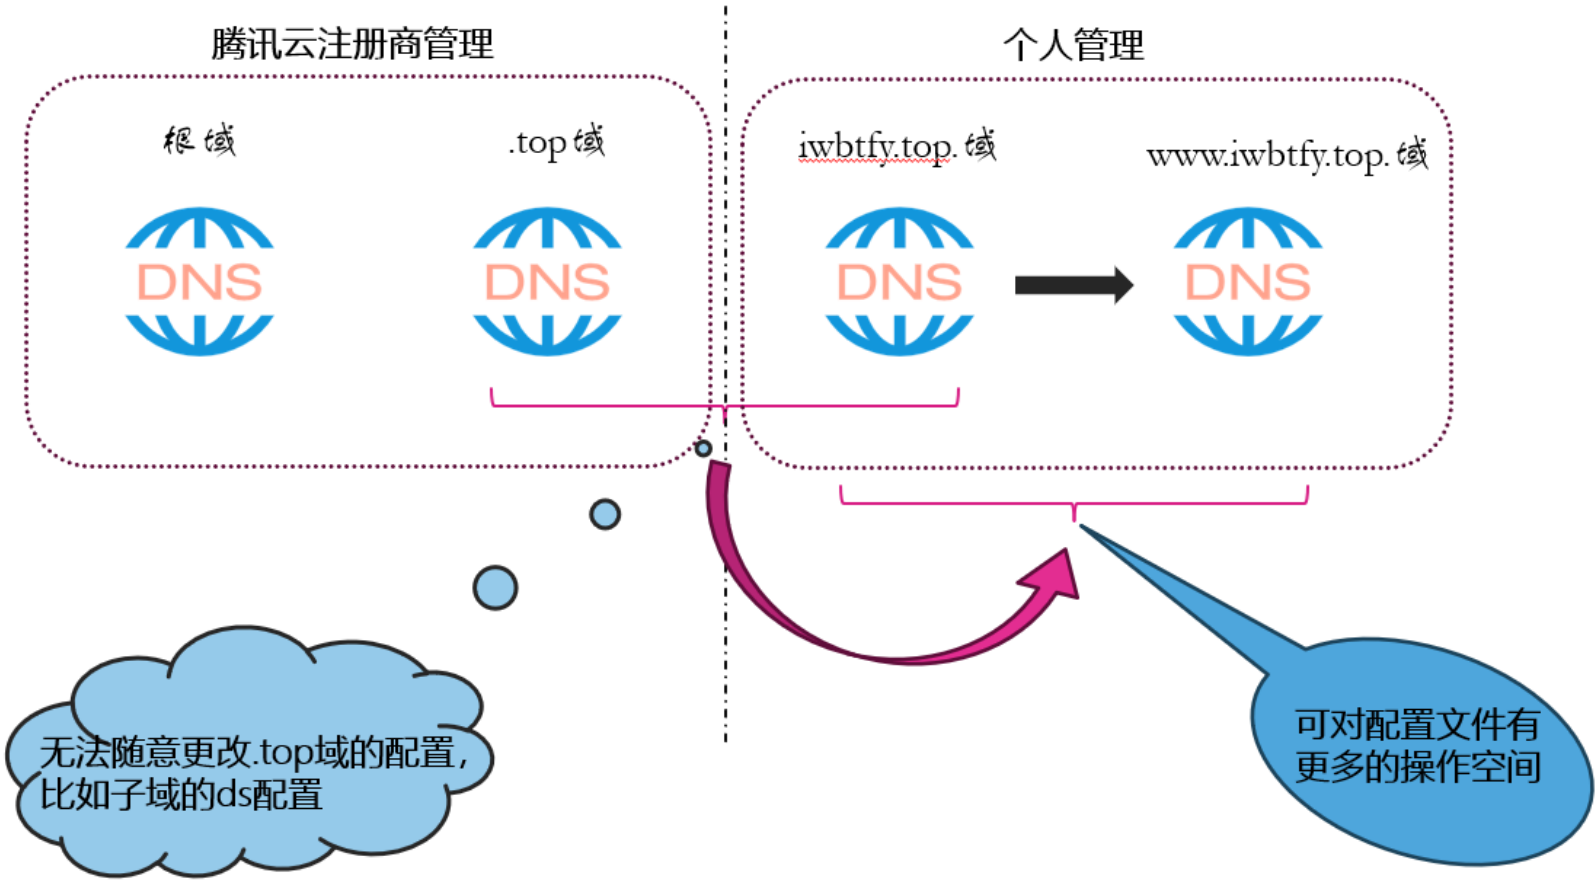 腾讯云注册商管理
个人管理
根域
.top域
iwbtfy.top.域
www.iwbtfy.top.域
DNS
DNS
DNS
DNS
无法随意更改.top域的配置，
比如子域的ds配置
可对配置文件有
更多的操作空间